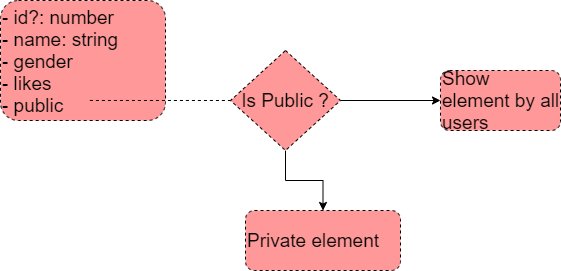 - id?: number
- name: string
- gender
- likes
- public
Is Public ?
Show
element by all
users
Private element